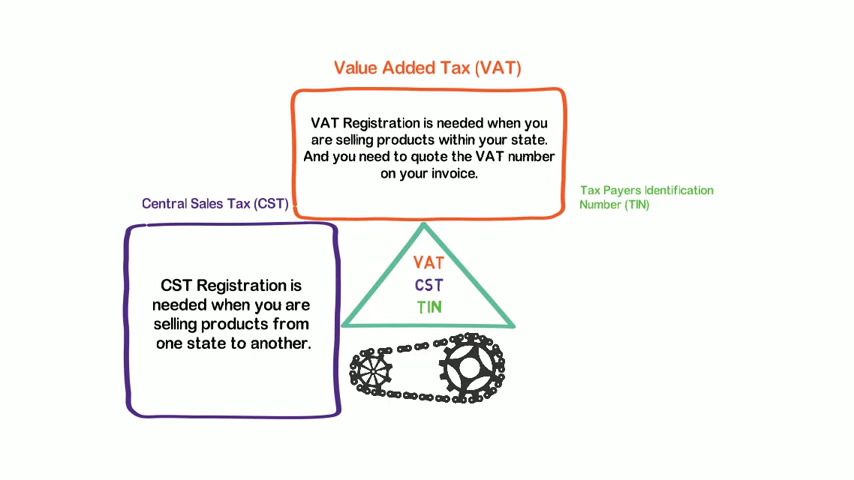 Value Added Tax (VAT)
VAT Registration is needed when you
are selling products within your state.
And you need to quote the VAT number
on your invoice.
Tax Payers Identification
Number (TIN)
Central Sales Tax (CST)
CST Registration is
needed when you are
selling products from
one state to another.
VAT
CST
TIN